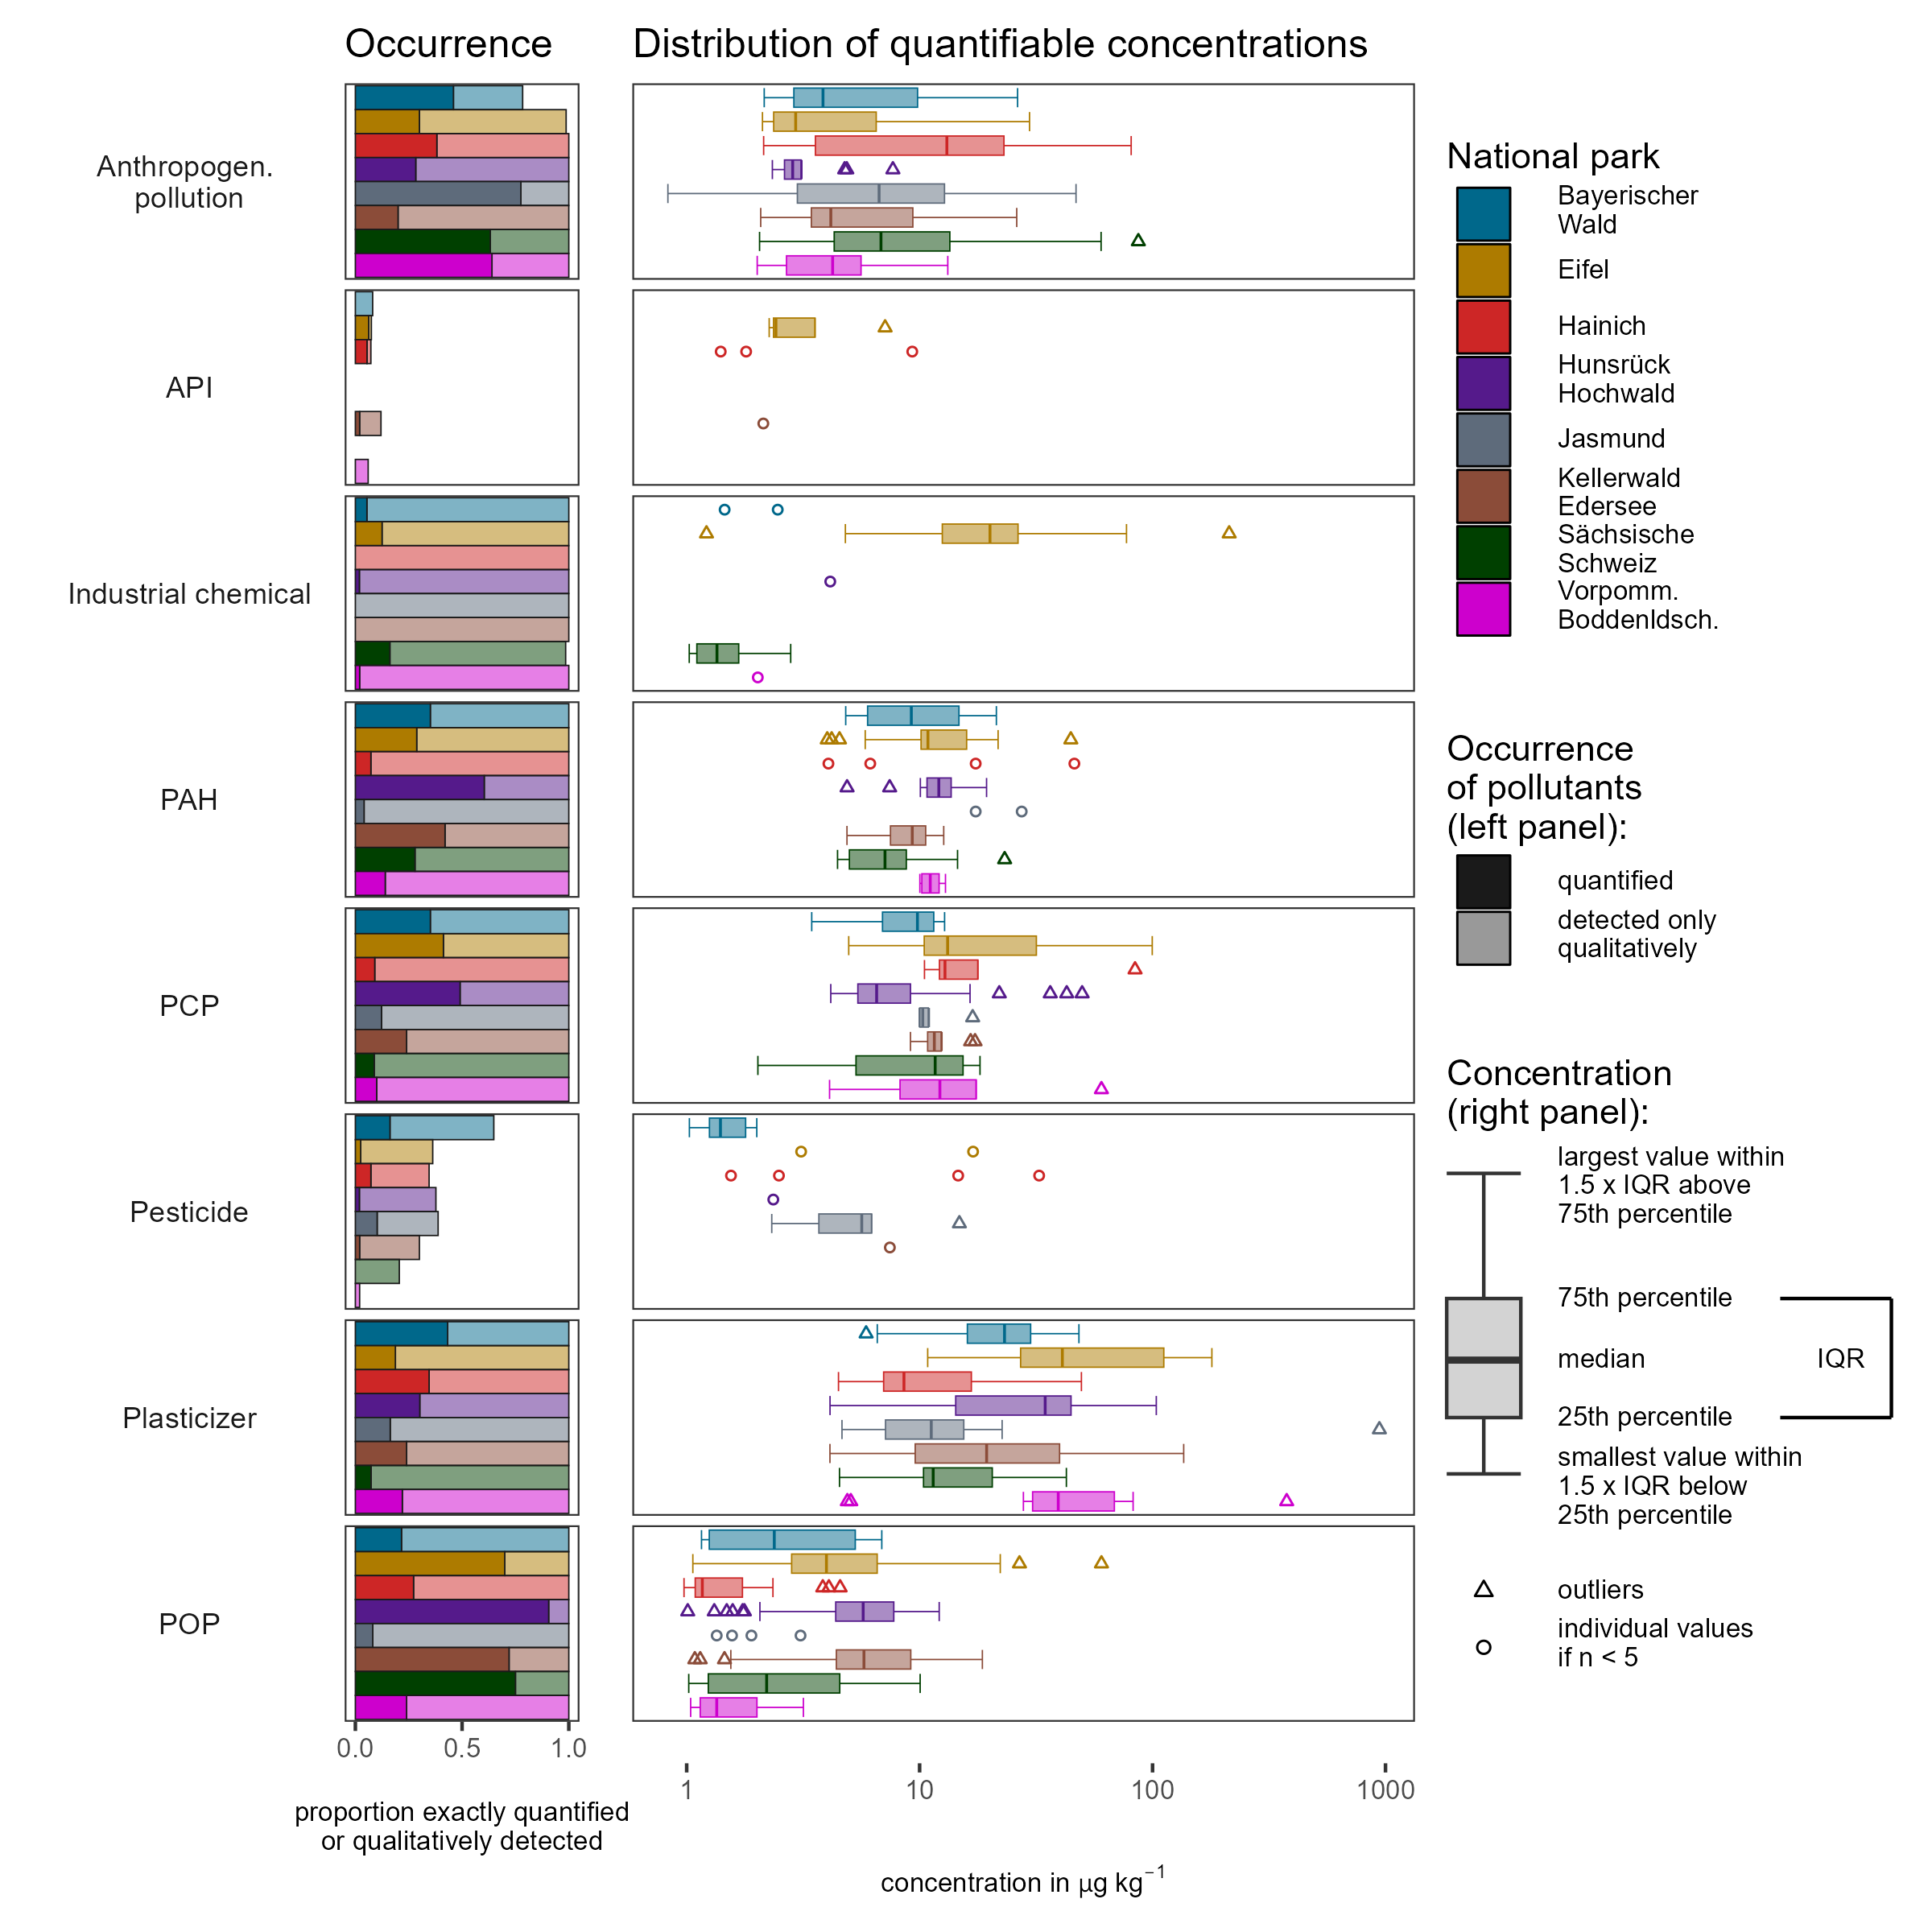 Occurrence
Distribution of quantifiable concentrations
Anthropogen.
pollution
API
Industrial chemical
PAH
PCP
Pesticide
Plasticizer
POP
0.0 0.5 1.0
proportion exactly quantified
or qualitatively detected
1 10 100 1000
concentration in µg kg⁻¹
National park
Bayerischer
Wald
Eifel
Hainich
Hunsrück
Hochwald
Jasmund
Kellerwald
Edersee
Sächsische
Schweiz
Vorpomm.
Boddenldsch.
Occurrence
of pollutants
(left panel):
quantified
detected only
qualitatively
Concentration
(right panel):
largest value within
1.5 x IQR above
75th percentile
75th percentile
median
IQR
25th percentile
smallest value within
1.5 x IQR below
25th percentile
outliers
individual values
if n < 5